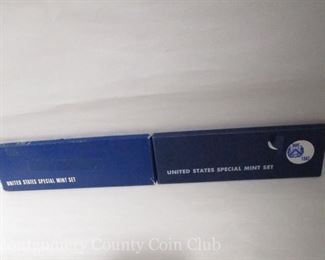 UNITED STATES SPECIAL MINT SET
UNITED STATES SPECIAL MINT SET
Montgomery County Coin Club